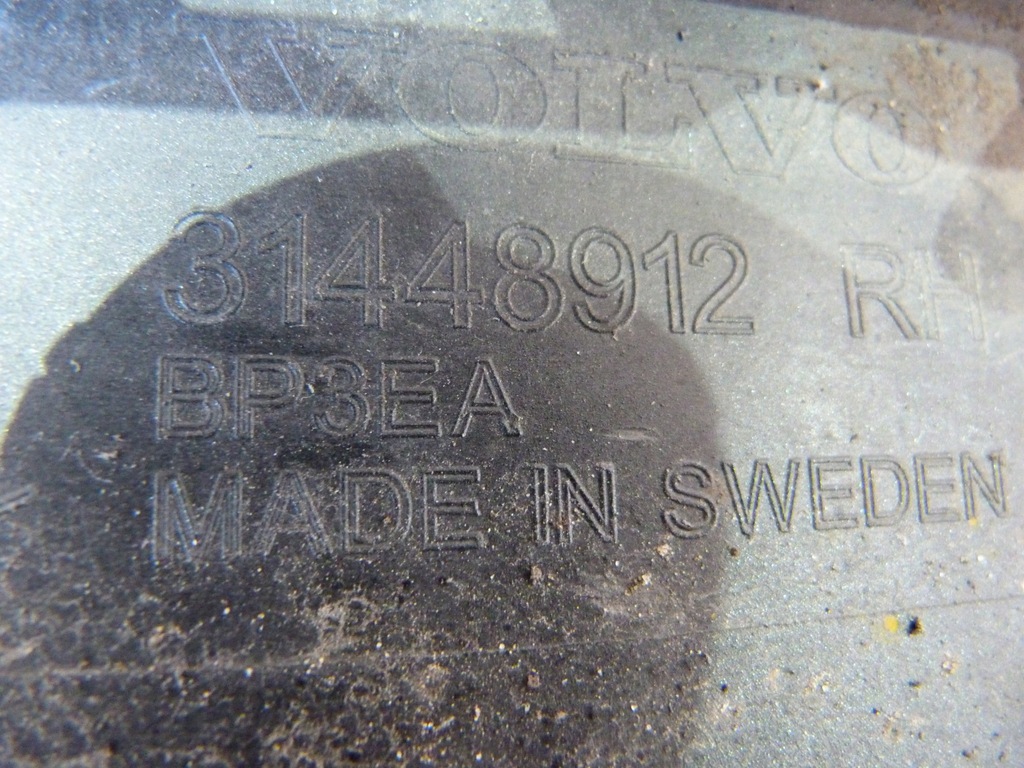 VOLVO
31448912 RH
BP3EA
MADE IN SWEDEN